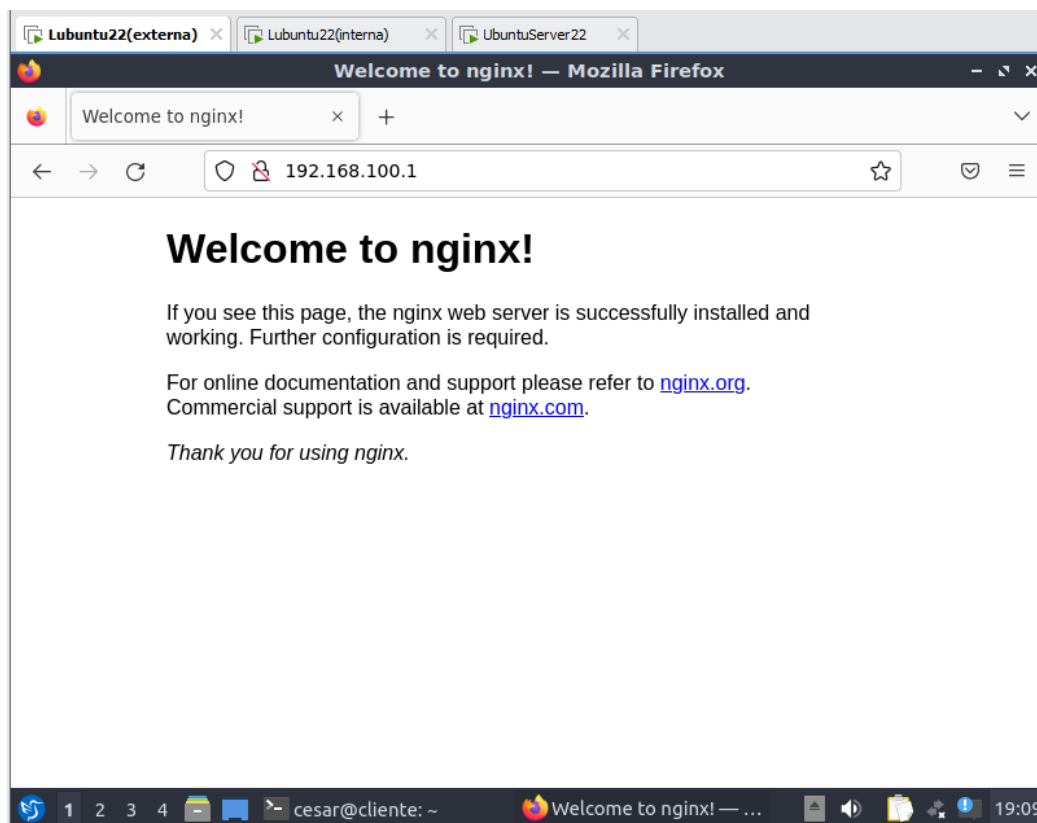 Lubuntu22(externa)
Lubuntu22(interna)
UbuntuServer22
Welcome to nginx! — Mozilla Firefox
Welcome to nginx!
192.168.100.1
Welcome to nginx!
If you see this page, the nginx web server is successfully installed and
working. Further configuration is required.
For online documentation and support please refer to nginx.org.
Commercial support is available at nginx.com.
Thank you for using nginx.
1 2 3 4 cesar@cliente: ~ Welcome to nginx! — ... 19:09